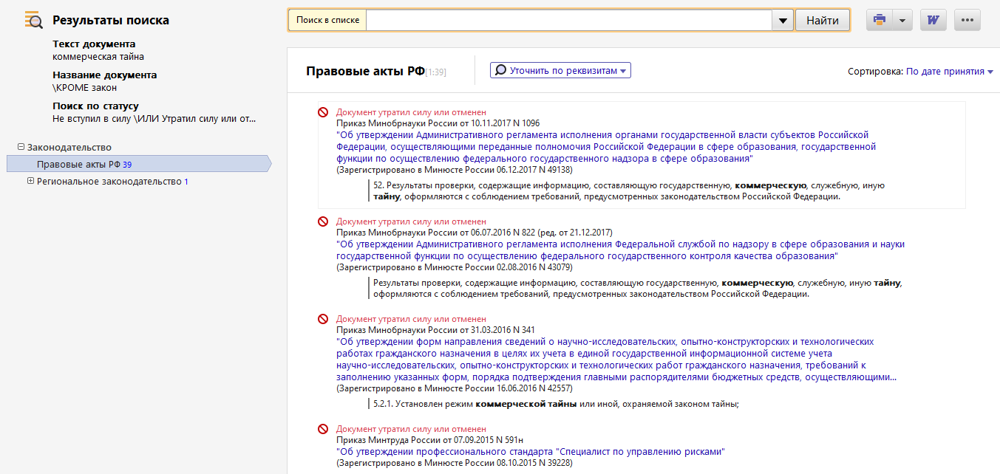 Результаты поиска
Текст документа
коммерческая тайна
Название документа
\КРОМЕ закон
Поиск по статусу
Не вступил в силу \ИЛИ Утратил силу или от...
Законодательство
Правовые акты РФ 39
Региональное законодательство 1
Поиск в списке
Найти
Правовые акты РФ[1:39]
Уточнить по реквизитам
Сортировка: По дате принятия
Документ утратил силу или отменен
Приказ Минобрнауки России от 10.11.2017 N 1096
"Об утверждении Административного регламента исполнения органами государственной власти субъектов Российской
Федерации, осуществляющими переданные полномочия Российской Федерации в сфере образования, государственной
функции по осуществлению федерального государственного надзора в сфере образования"
(Зарегистрировано в Минюсте России 06.12.2017 N 49138)
52. Результаты проверки, содержащие информацию, составляющую государственную, коммерческую, служебную, иную
тайну, оформляются с соблюдением требований, предусмотренных законодательством Российской Федерации.
Документ утратил силу или отменен
Приказ Минобрнауки России от 06.07.2016 N 822 (ред. от 21.12.2017)
"Об утверждении Административного регламента исполнения Федеральной службой по надзору в сфере образования и науки
государственной функции по осуществлению федерального государственного контроля качества образования"
(Зарегистрировано в Минюсте России 02.08.2016 N 43079)
Результаты проверки, содержащие информацию, составляющую государственную, коммерческую, служебную, иную тайну,
оформляются с соблюдением требований, предусмотренных законодательством Российской Федерации.
Документ утратил силу или отменен
Приказ Минобрнауки России от 31.03.2016 N 341
"Об утверждении форм направления сведений о научно-исследовательских, опытно-конструкторских и технологических
работах гражданского назначения в целях их учета в единой государственной информационной системе учета
научно-исследовательских, опытно-конструкторских и технологических работ гражданского назначения, требований к
заполнению указанных форм, порядка подтверждения главными распорядителями бюджетных средств, осуществляющими...
(Зарегистрировано в Минюсте России 16.06.2016 N 42557)
5.2.1. Установлен режим коммерческой тайны или иной, охраняемой законом тайны;
Документ утратил силу или отменен
Приказ Минтруда России от 07.09.2015 N 591н
"Об утверждении профессионального стандарта "Специалист по управлению рисками"
(Зарегистрировано в Минюсте России 08.10.2015 N 39228)